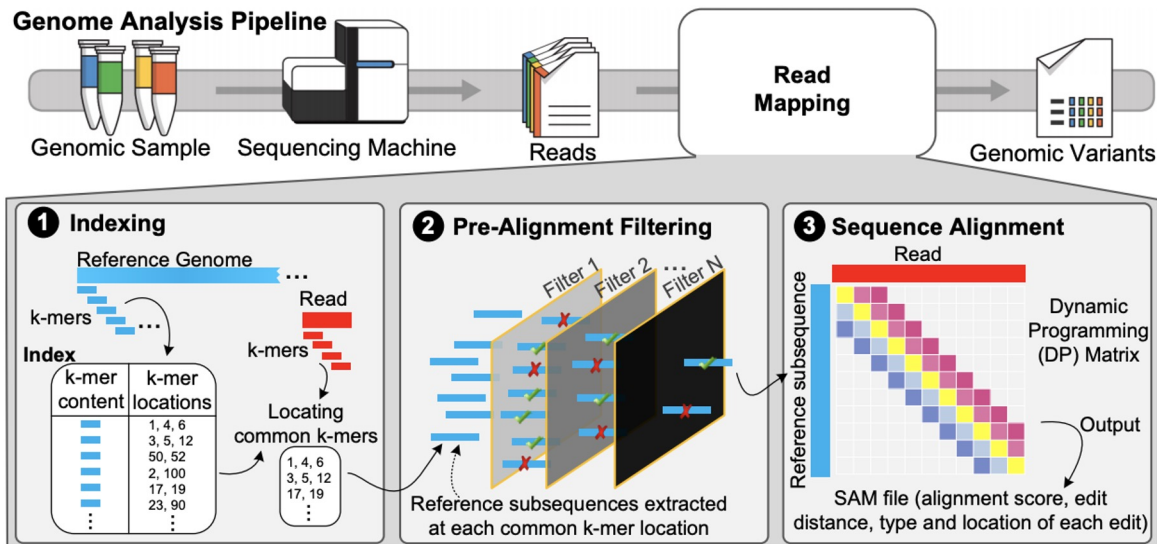 Genome Analysis Pipeline
Genomic Sample
Sequencing Machine
Reads
Read
Mapping
Genomic Variants
1 Indexing
Reference Genome
...
k-mers
...
Read
k-mers
Index
k-mer
content
k-mer
locations
1, 4, 6
3, 5, 12
50, 52
2, 100
17, 19
23, 90
⋮
⋮
Locating
common k-mers
1, 4, 6
3, 5, 12
17, 19
⋮
2 Pre-Alignment Filtering
Filter 1
Filter 2
...
Filter N
Reference subsequences extracted
at each common k-mer location
3 Sequence Alignment
Read
Reference subsequence
Dynamic
Programming
(DP) Matrix
Output
SAM file (alignment score, edit
distance, type and location of each edit)